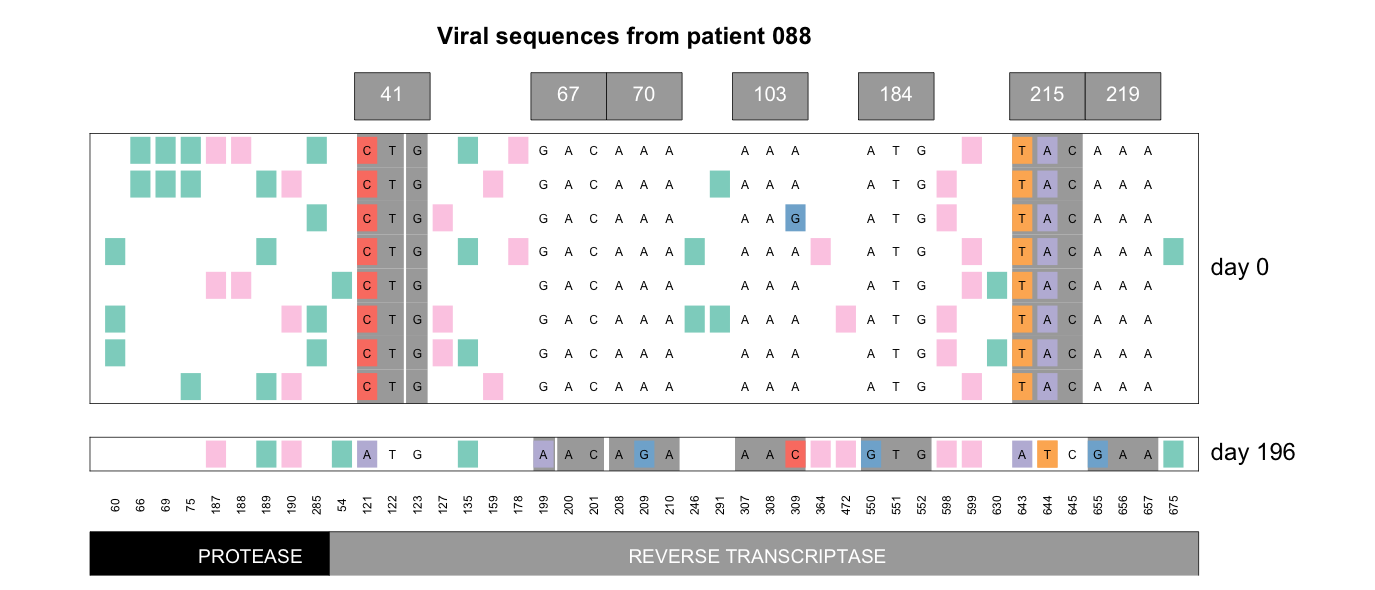 Viral sequences from patient 088
41 67 70 103 184 215 219
C T G G A C A A A A A A A T G T A C A A A
C T G G A C A A A A A A A T G T A C A A A
C T G G A C A A A A A G A T G T A C A A A
C T G G A C A A A A A A A T G T A C A A A
C T G G A C A A A A A A A T G T A C A A A
C T G G A C A A A A A A A T G T A C A A A
C T G G A C A A A A A A A T G T A C A A A
C T G G A C A A A A A A A T G T A C A A A
day 0
A T G A A C A G A A A C G T G A T C G A A
day 196
60 66 69 75 187 188 189 190 285 54 121 122 123 127 135 159 178 199 200 201 208 209 210 246 291 307 308 309 364 472 550 551 552 598 599 630 643 644 645 655 656 657 675
PROTEASE REVERSE TRANSCRIPTASE